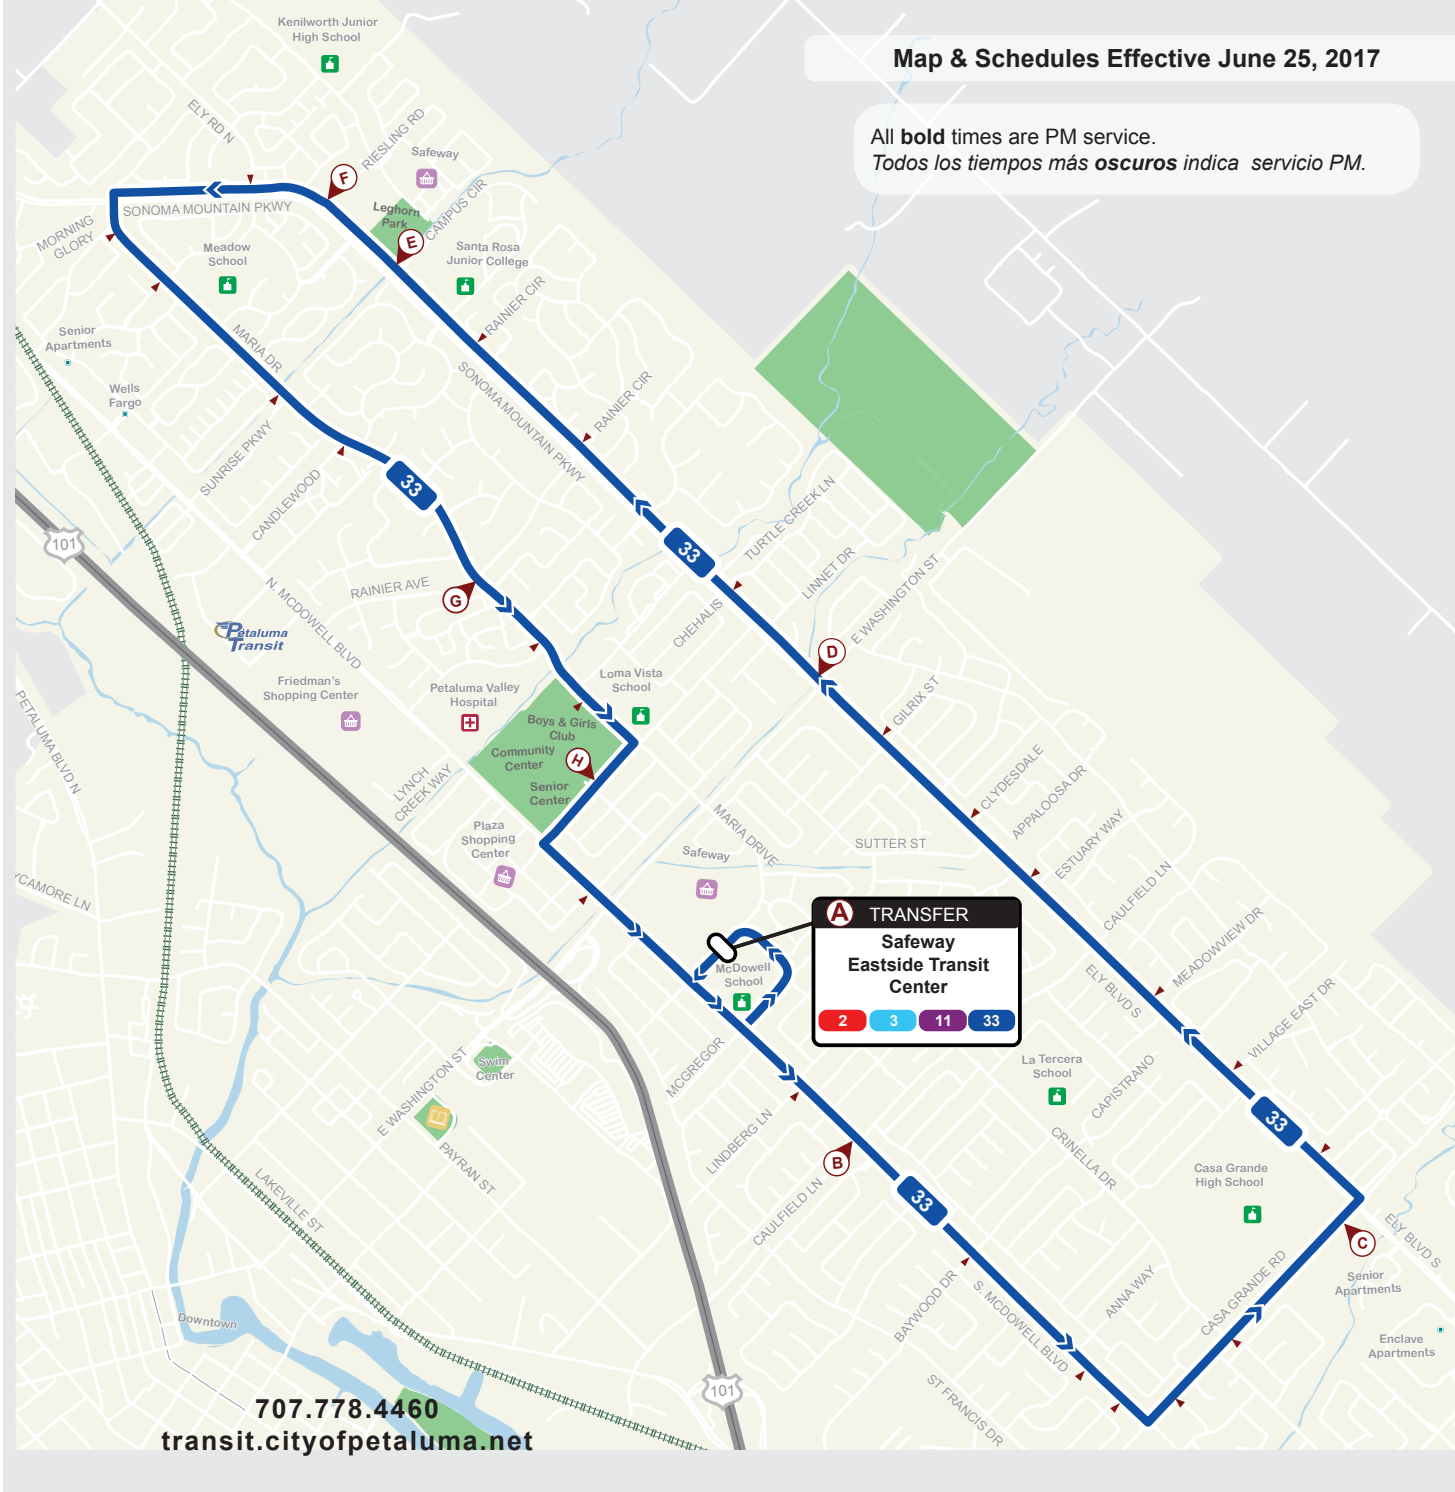 Kenilworth Junior
High School
Map & Schedules Effective June 25, 2017
All bold times are PM service.
Todos los tiempos más oscuros indica servicio PM.
ELY RD N
RIESLING RD
Safeway
F
CAMPUS CIR
Leghorn
Park
E
SONOMA MOUNTAIN PKWY
MORNING
GLORY
Meadow
School
Santa Rosa
Junior College
RAINIER CIR
Senior
Apartments
MARIA DR
Wells
Fargo
SONOMA MOUNTAIN PKWY
RAINIER CIR
SUNRISE PKWY
CANDLEWOOD
33
101
33
TURTLE CREEK LN
LINNET DR
E WASHINGTON ST
RAINIER AVE
G
N. MCDOWELL BLVD
CHEHALIS
Petaluma
Transit
D
Friedman's
Shopping Center
Petaluma Valley
Hospital
Loma Vista
School
GILRIX ST
PETALUMA BLVD N
Boys & Girls
Club
Community
Center
H
Senior
Center
LYNCH
CREEK WAY
CLYDESDALE
APPALOOSA DR
Plaza
Shopping
Center
MARIA DRIVE
Safeway
SUTTER ST
ESTUARY WAY
CAULFIELD LN
YCAMORE LN
A TRANSFER
Safeway
Eastside Transit
Center
2 3 11 33
McDowell
School
MEADOWVIEW DR
ELY BLVD S
VILLAGE EAST DR
MCGREGOR
Swim
Center
E WASHINGTON ST
La Tercera
School
CAPISTRANO
33
PAYRAN ST
LINDBERG LN
B
CRINELLA DR
Casa Grande
High School
LAKEVILLE ST
CAULFIELD LN
33
ELY BLVD S
C
Senior
Apartments
BAYWOOD DR
S. MCDOWELL BLVD
ANNA WAY
CASA GRANDE RD
Downtown
Enclave
Apartments
ST FRANCIS DR
101
707.778.4460
transit.cityofpetaluma.net